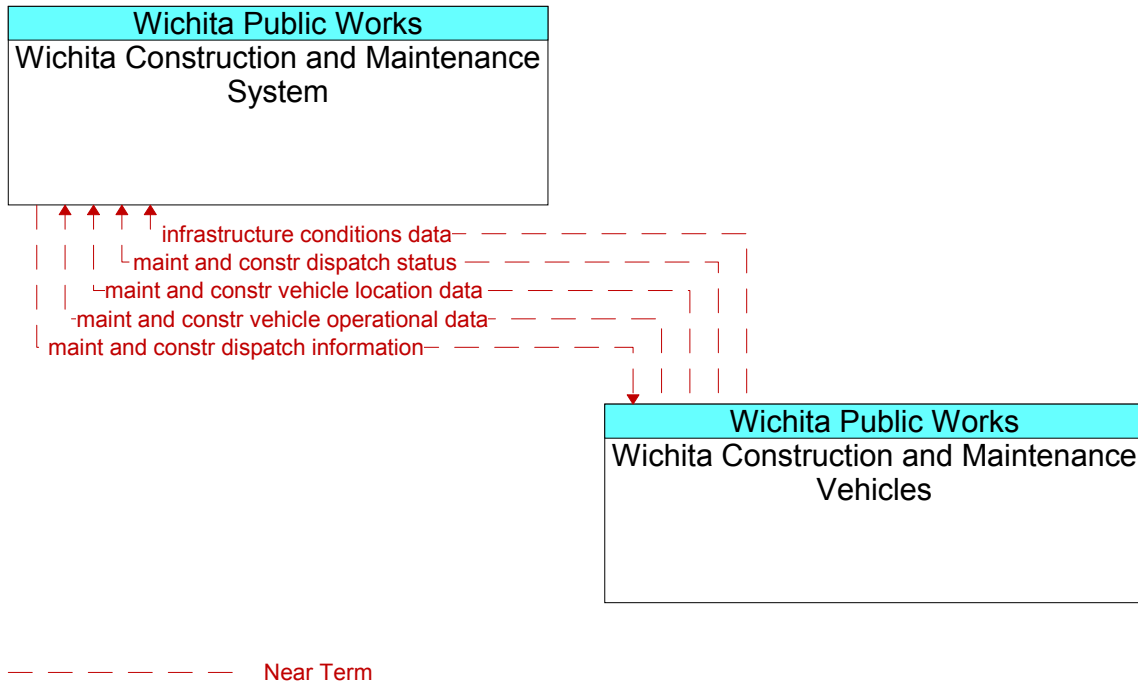 Wichita Public Works
Wichita Construction and Maintenance
System
infrastructure conditions data
maint and constr dispatch status
maint and constr vehicle location data
maint and constr vehicle operational data
maint and constr dispatch information
Wichita Public Works
Wichita Construction and Maintenance
Vehicles
Near Term